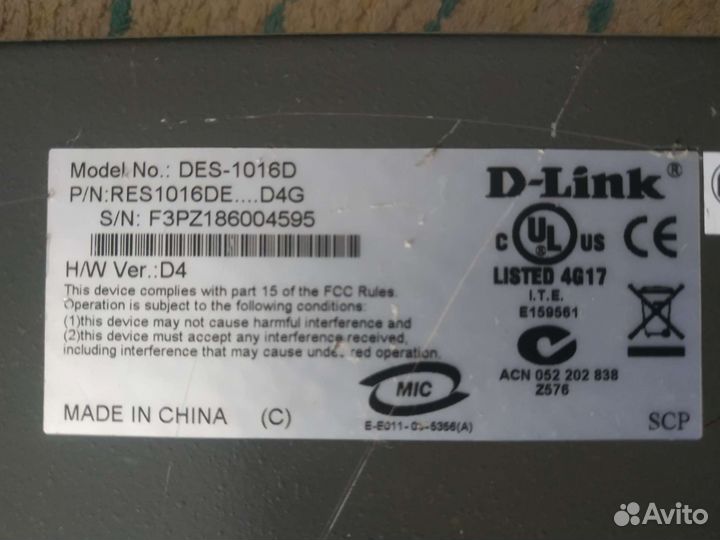 Model No.: DES-1016D
P/N:RES1016DE....D4G
S/N: F3PZ186004595
H/W Ver.:D4
This device complies with part 15 of the FCC Rules.
Operation is subject to the following conditions:
(1)this device may not cause harmful interference and
(2)this device must accept any interference received,
including interference that may cause red operation.
MADE IN CHINA (C)
D-Link®
C UL US CE
LISTED 4G17
I.T.E.
E159561
ACN 052 202 838
Z576
MIC
SCP
Avito